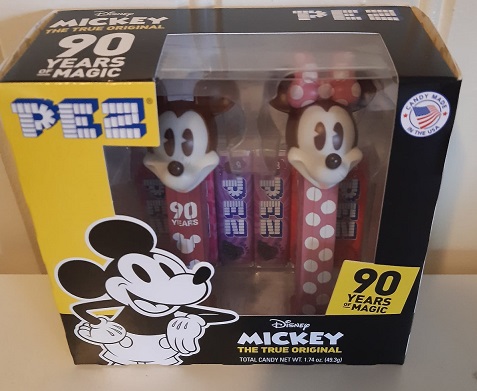 Disney
MICKEY
THE TRUE ORIGINAL
90
YEARS
OF MAGIC
PEZ
PEZ
CANDY MADE
IN THE USA
90
YEARS
PEZ
PEZ
PEZ
90
YEARS
OF MAGIC
Disney
MICKEY
THE TRUE ORIGINAL
TOTAL CANDY NET WT. 1.74 oz. (49.3g)